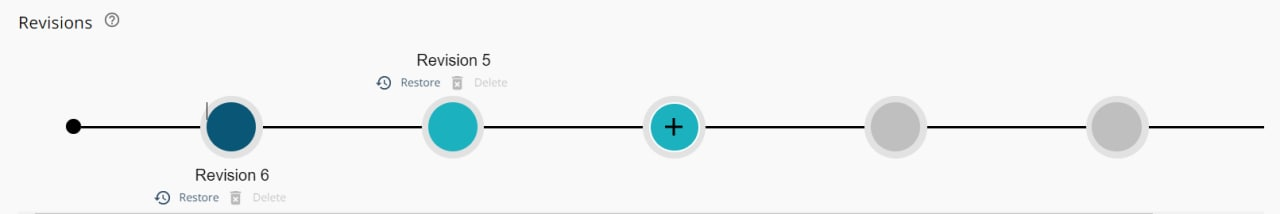 Revisions ?
Revision 5
Restore Delete
+
Revision 6
Restore Delete